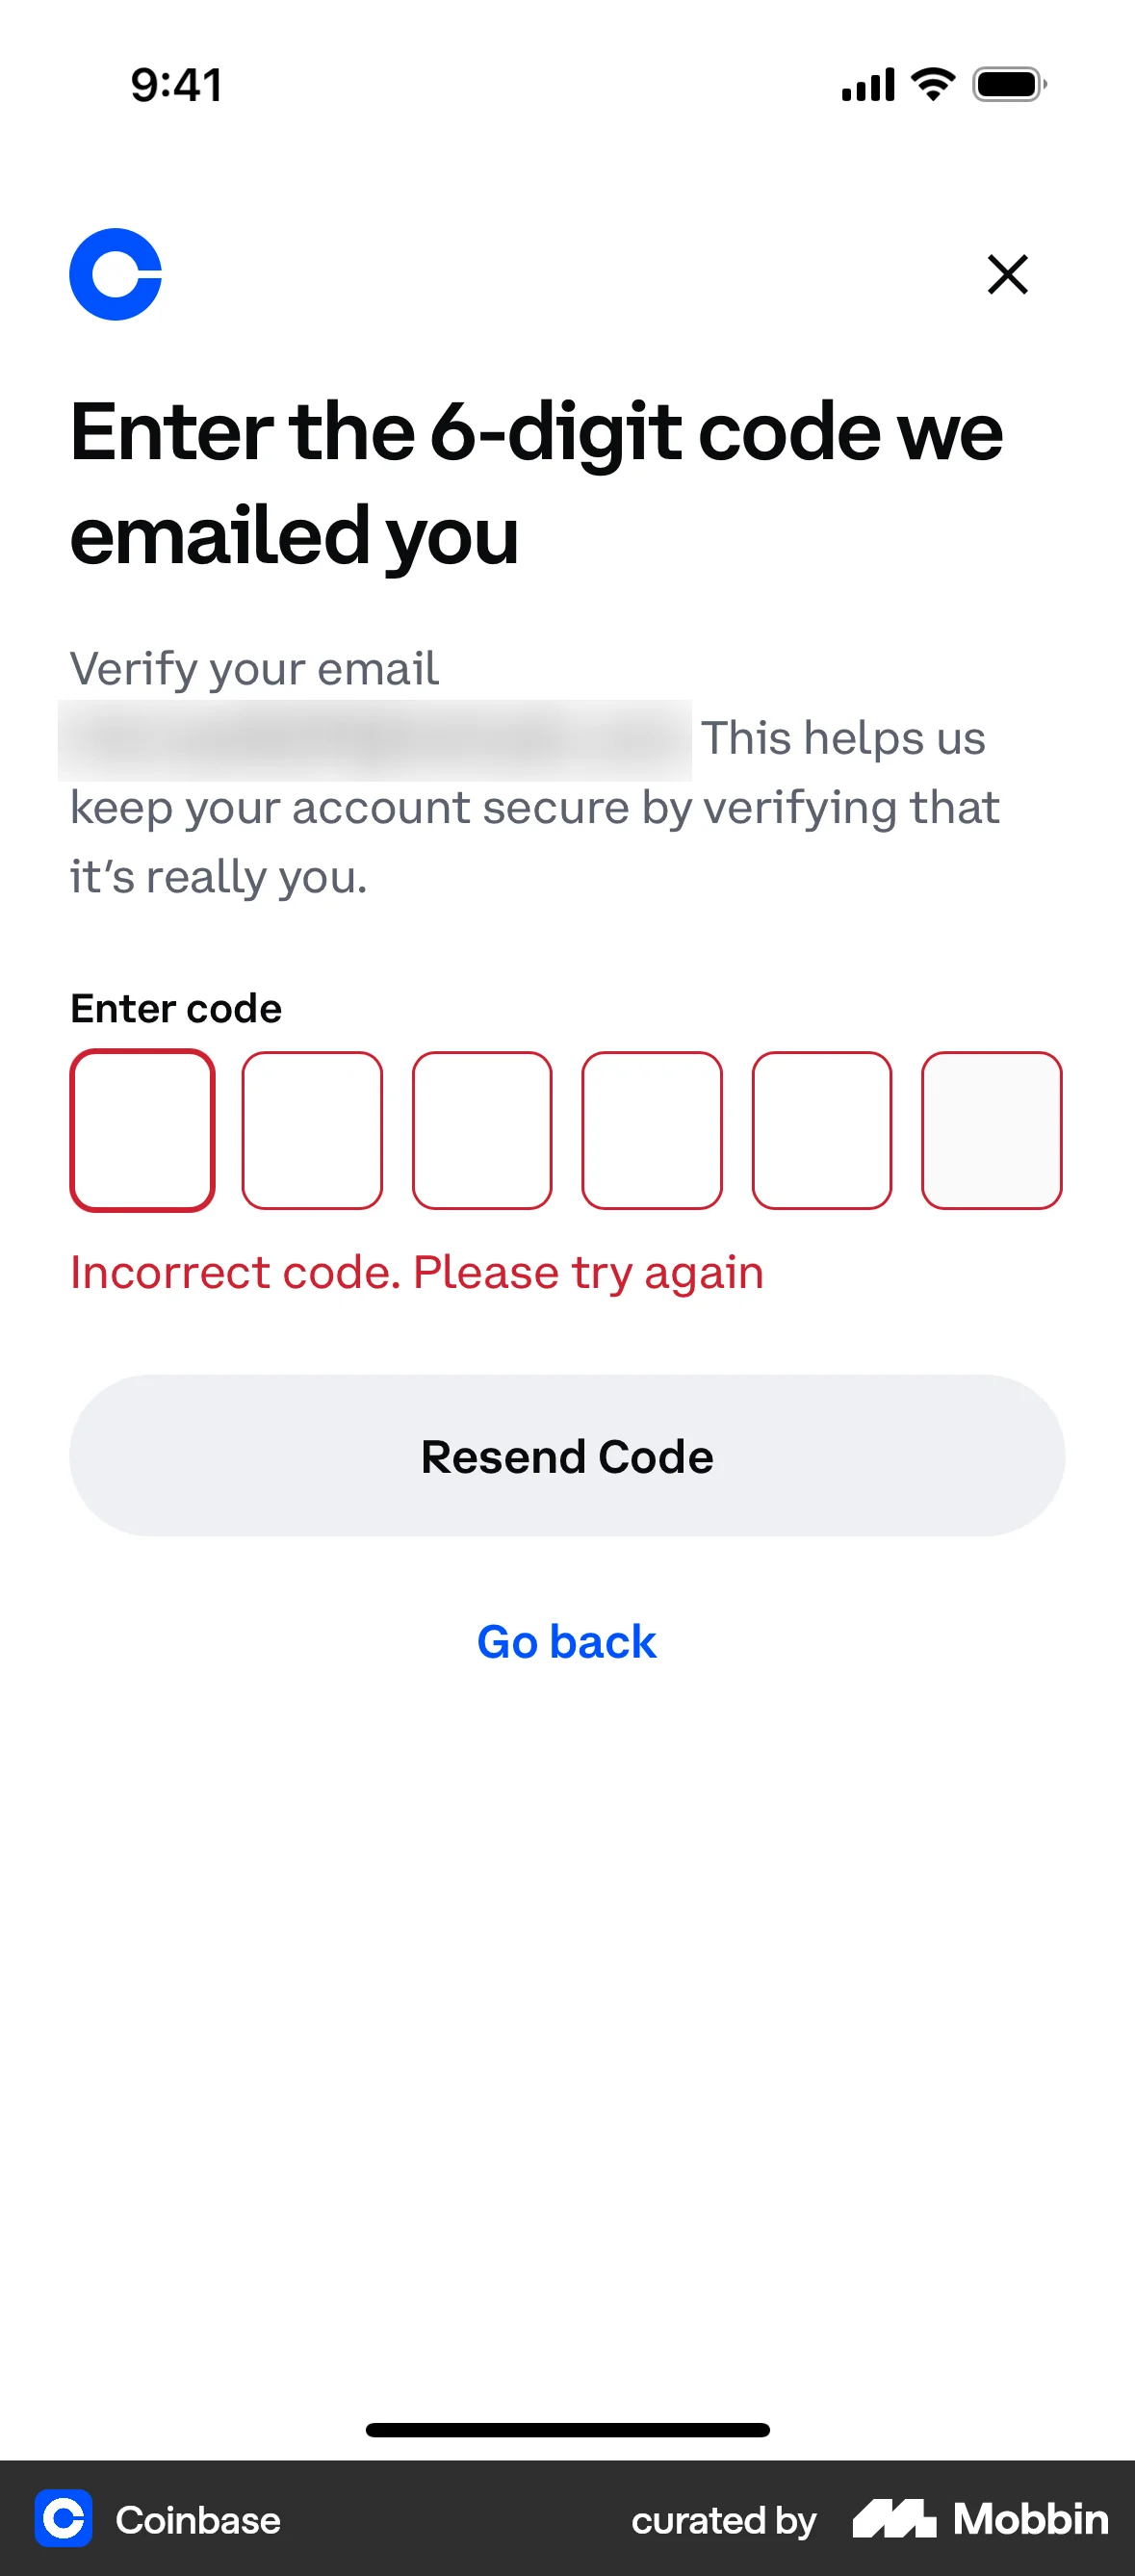 9:41
Enter the 6-digit code we
emailed you
Verify your email
This helps us
keep your account secure by verifying that
it’s really you.
Enter code
Incorrect code. Please try again
Resend Code
Go back
Coinbase
curated by Mobbin